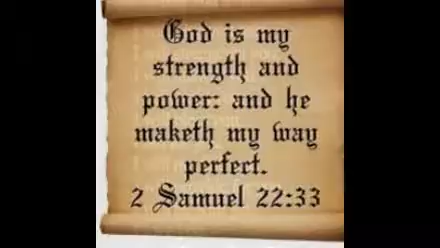 God is my
strength and
power: and he
maketh my way
perfect.
2 Samuel 22:33